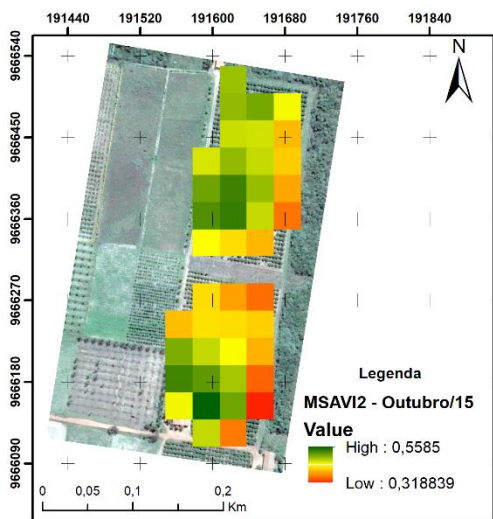 191440 191520 191600 191680 191760 191840
9666540
N
9666450
9666360
9666270
9666180
9666090
Legenda
MSAVI2 - Outubro/15
Value
High : 0,5585
Low : 0,318839
0 0,05 0,1 0,2
Km